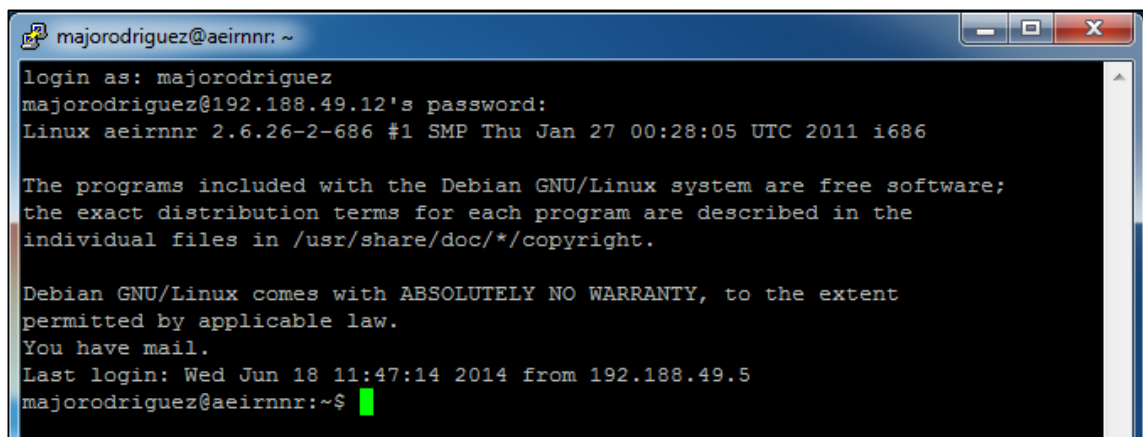 majorodriguez@aeirnnr: ~
login as: majorodriguez
majorodriguez@192.188.49.12's password:
Linux aeirnnr 2.6.26-2-686 #1 SMP Thu Jan 27 00:28:05 UTC 2011 i686
The programs included with the Debian GNU/Linux system are free software;
the exact distribution terms for each program are described in the
individual files in /usr/share/doc/*/copyright.
Debian GNU/Linux comes with ABSOLUTELY NO WARRANTY, to the extent
permitted by applicable law.
You have mail.
Last login: Wed Jun 18 11:47:14 2014 from 192.188.49.5
majorodriguez@aeirnnr:~$